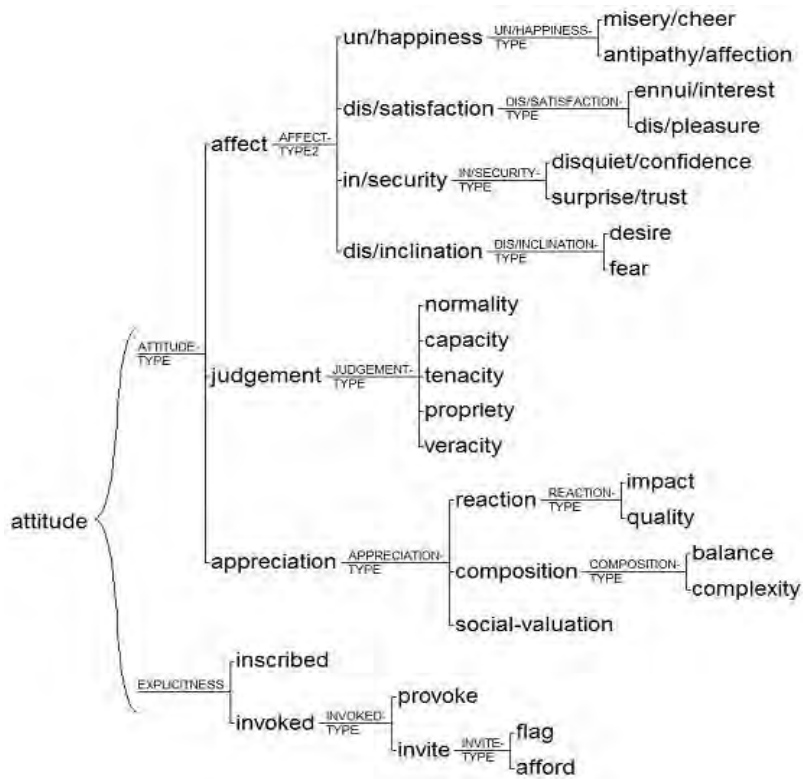 misery/cheer
un/happiness UN/HAPPINESS-TYPE
antipathy/affection
ennui/interest
dis/satisfaction DIS/SATISFACTION-TYPE
dis/pleasure
affect AFFECT-TYPE2
disquiet/confidence
in/security IN/SECURITY-TYPE
surprise/trust
desire
dis/inclination DIS/INCLINATION-TYPE
fear
normality
capacity
ATTITUDE-TYPE
judgement JUDGEMENT-TYPE tenacity
propriety
veracity
impact
reaction REACTION-TYPE
quality
attitude
balance
appreciation APPRECIATION-TYPE composition COMPOSITION-TYPE
complexity
social-valuation
inscribed
EXPLICITNESS
provoke
invoked INVOKED-TYPE
flag
invite INVITE-TYPE
afford